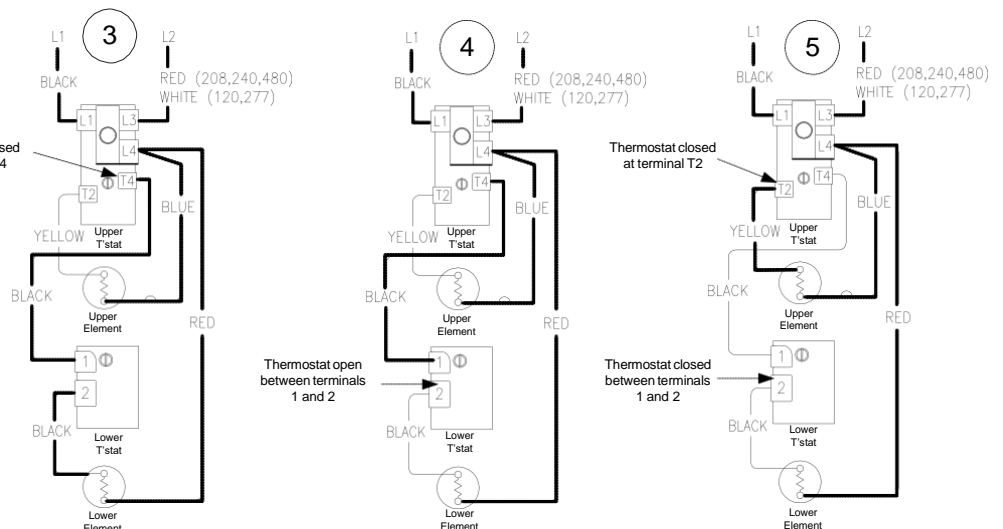 3
L1
L2
BLACK
RED (208,240,480)
WHITE (120,277)
L1
L3
L4
T4
T2
BLUE
YELLOW
Upper
T'stat
BLACK
Upper
Element
RED
1
2
BLACK
Lower
T'stat
Lower
Element
4
L1
L2
BLACK
RED (208,240,480)
WHITE (120,277)
L1
L3
L4
T4
T2
BLUE
YELLOW
Upper
T'stat
BLACK
Upper
Element
RED
Thermostat open
between terminals
1 and 2
1
2
BLACK
Lower
T'stat
Lower
Element
5
L1
L2
BLACK
RED (208,240,480)
WHITE (120,277)
L1
L3
L4
Thermostat closed
at terminal T2
T4
T2
BLUE
YELLOW
Upper
T'stat
BLACK
Upper
Element
RED
Thermostat closed
between terminals
1 and 2
1
2
BLACK
Lower
T'stat
Lower
Element